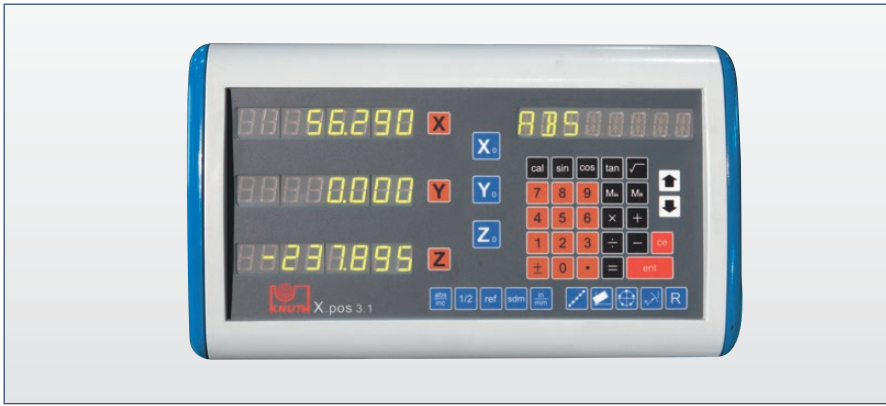 56.290 X
ABS
X₀
0.000 Y
Y₀
-237.895 Z
Z₀
cal sin cos tan √
7 8 9 M
4 5 6 × +
1 2 3 ÷ − ce
± 0 . = ent
KNUTH X.pos 3.1
abs inc 1/2 ref sdm in mm R